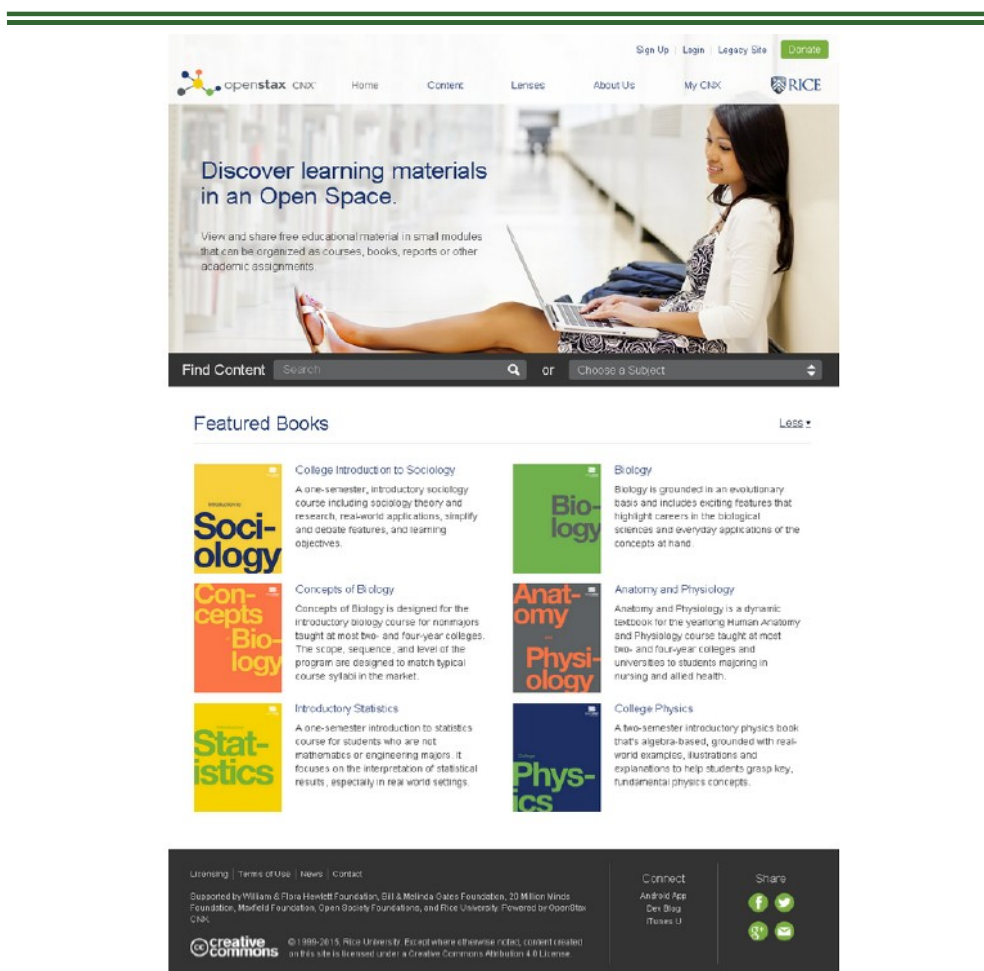 Sign Up | Login | Legacy Site Donate
openstax CNX Home Content Lenses About Us My CNX RICE
Discover learning materials
in an Open Space.
View and share free educational material in small modules
that can be organized as courses, books, reports or other
academic assignments.
Find Content Search or Choose a Subject
Featured Books
Less
Soci-
ology
College Introduction to Sociology
A one-semester, introductory sociology
course including sociology theory and
research, real-world applications, simplify
and debate features, and learning
objectives.
Bio-
logy
Biology
Biology is grounded in an evolutionary
basis and includes exciting features that
highlight careers in the biological
sciences and everyday applications of the
concepts at hand.
Con-
cepts
Bio-
logy
Concepts of Biology
Concepts of Biology is designed for the
introductory biology course for nonmajors
taught at most two- and four-year colleges.
The scope, sequence, and level of the
program are designed to match typical
course syllabi in the market.
Anat-
omy
Physi-
ology
Anatomy and Physiology
Anatomy and Physiology is a dynamic
textbook for the yearlong Human Anatomy
and Physiology course taught at most
two- and four-year colleges and
universities to students majoring in
nursing and allied health.
Stat-
istics
Introductory Statistics
A one-semester introduction to statistics
course for students who are not
mathematics or engineering majors. It
focuses on the interpretation of statistical
results, especially in real world settings.
College
Phys-
ics
College Physics
A two-semester introductory physics book
that's algebra-based, grounded with real-
world examples, illustrations and
explanations to help students grasp key,
fundamental physics concepts.
Licensing | Terms of Use | News | Contact
Supported by William & Flora Hewlett Foundation, Bill & Melinda Gates Foundation, 20 Million Minds
Foundation, Maxfield Foundation, Open Society Foundations, and Rice University. Powered by OpenStax
CNX.
creative
commons
© 1999-2015, Rice University. Except where otherwise noted, content created
on this site is licensed under a Creative Commons Attribution 4.0 License.
Connect
Android App
Dev Blog
iTunes U
Share